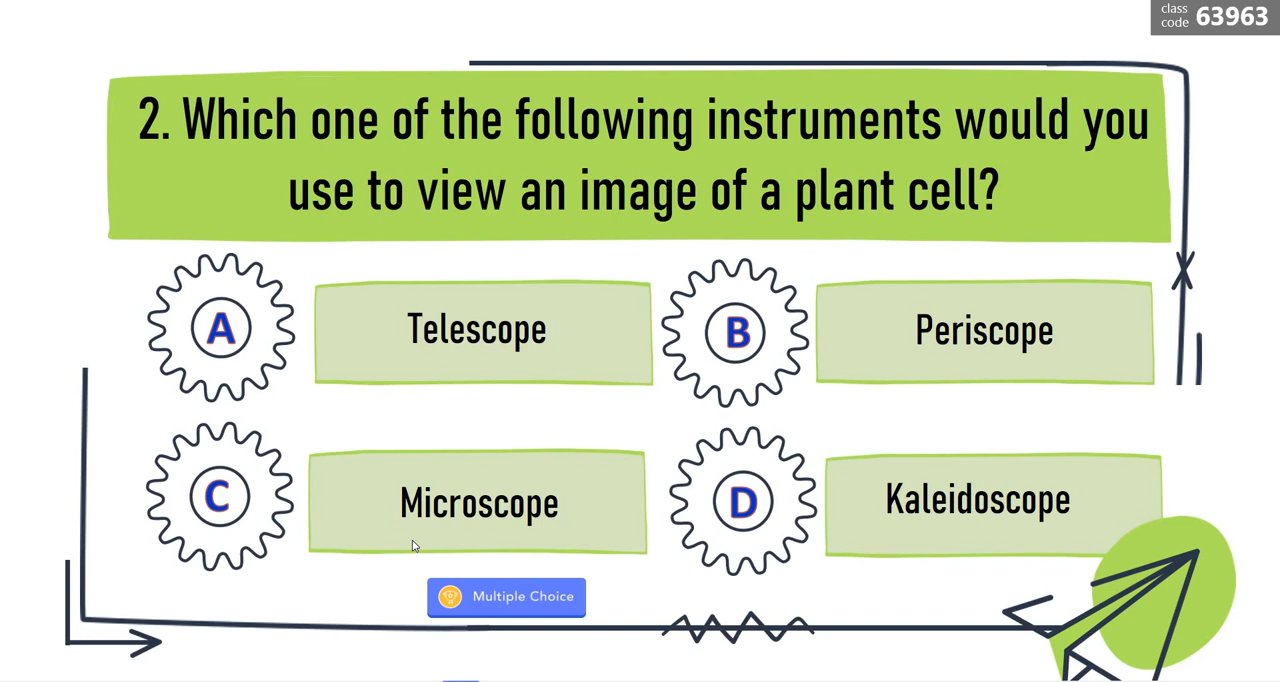 class
code 63963
2. Which one of the following instruments would you
use to view an image of a plant cell?
A Telescope
B Periscope
C Microscope
D Kaleidoscope
Multiple Choice